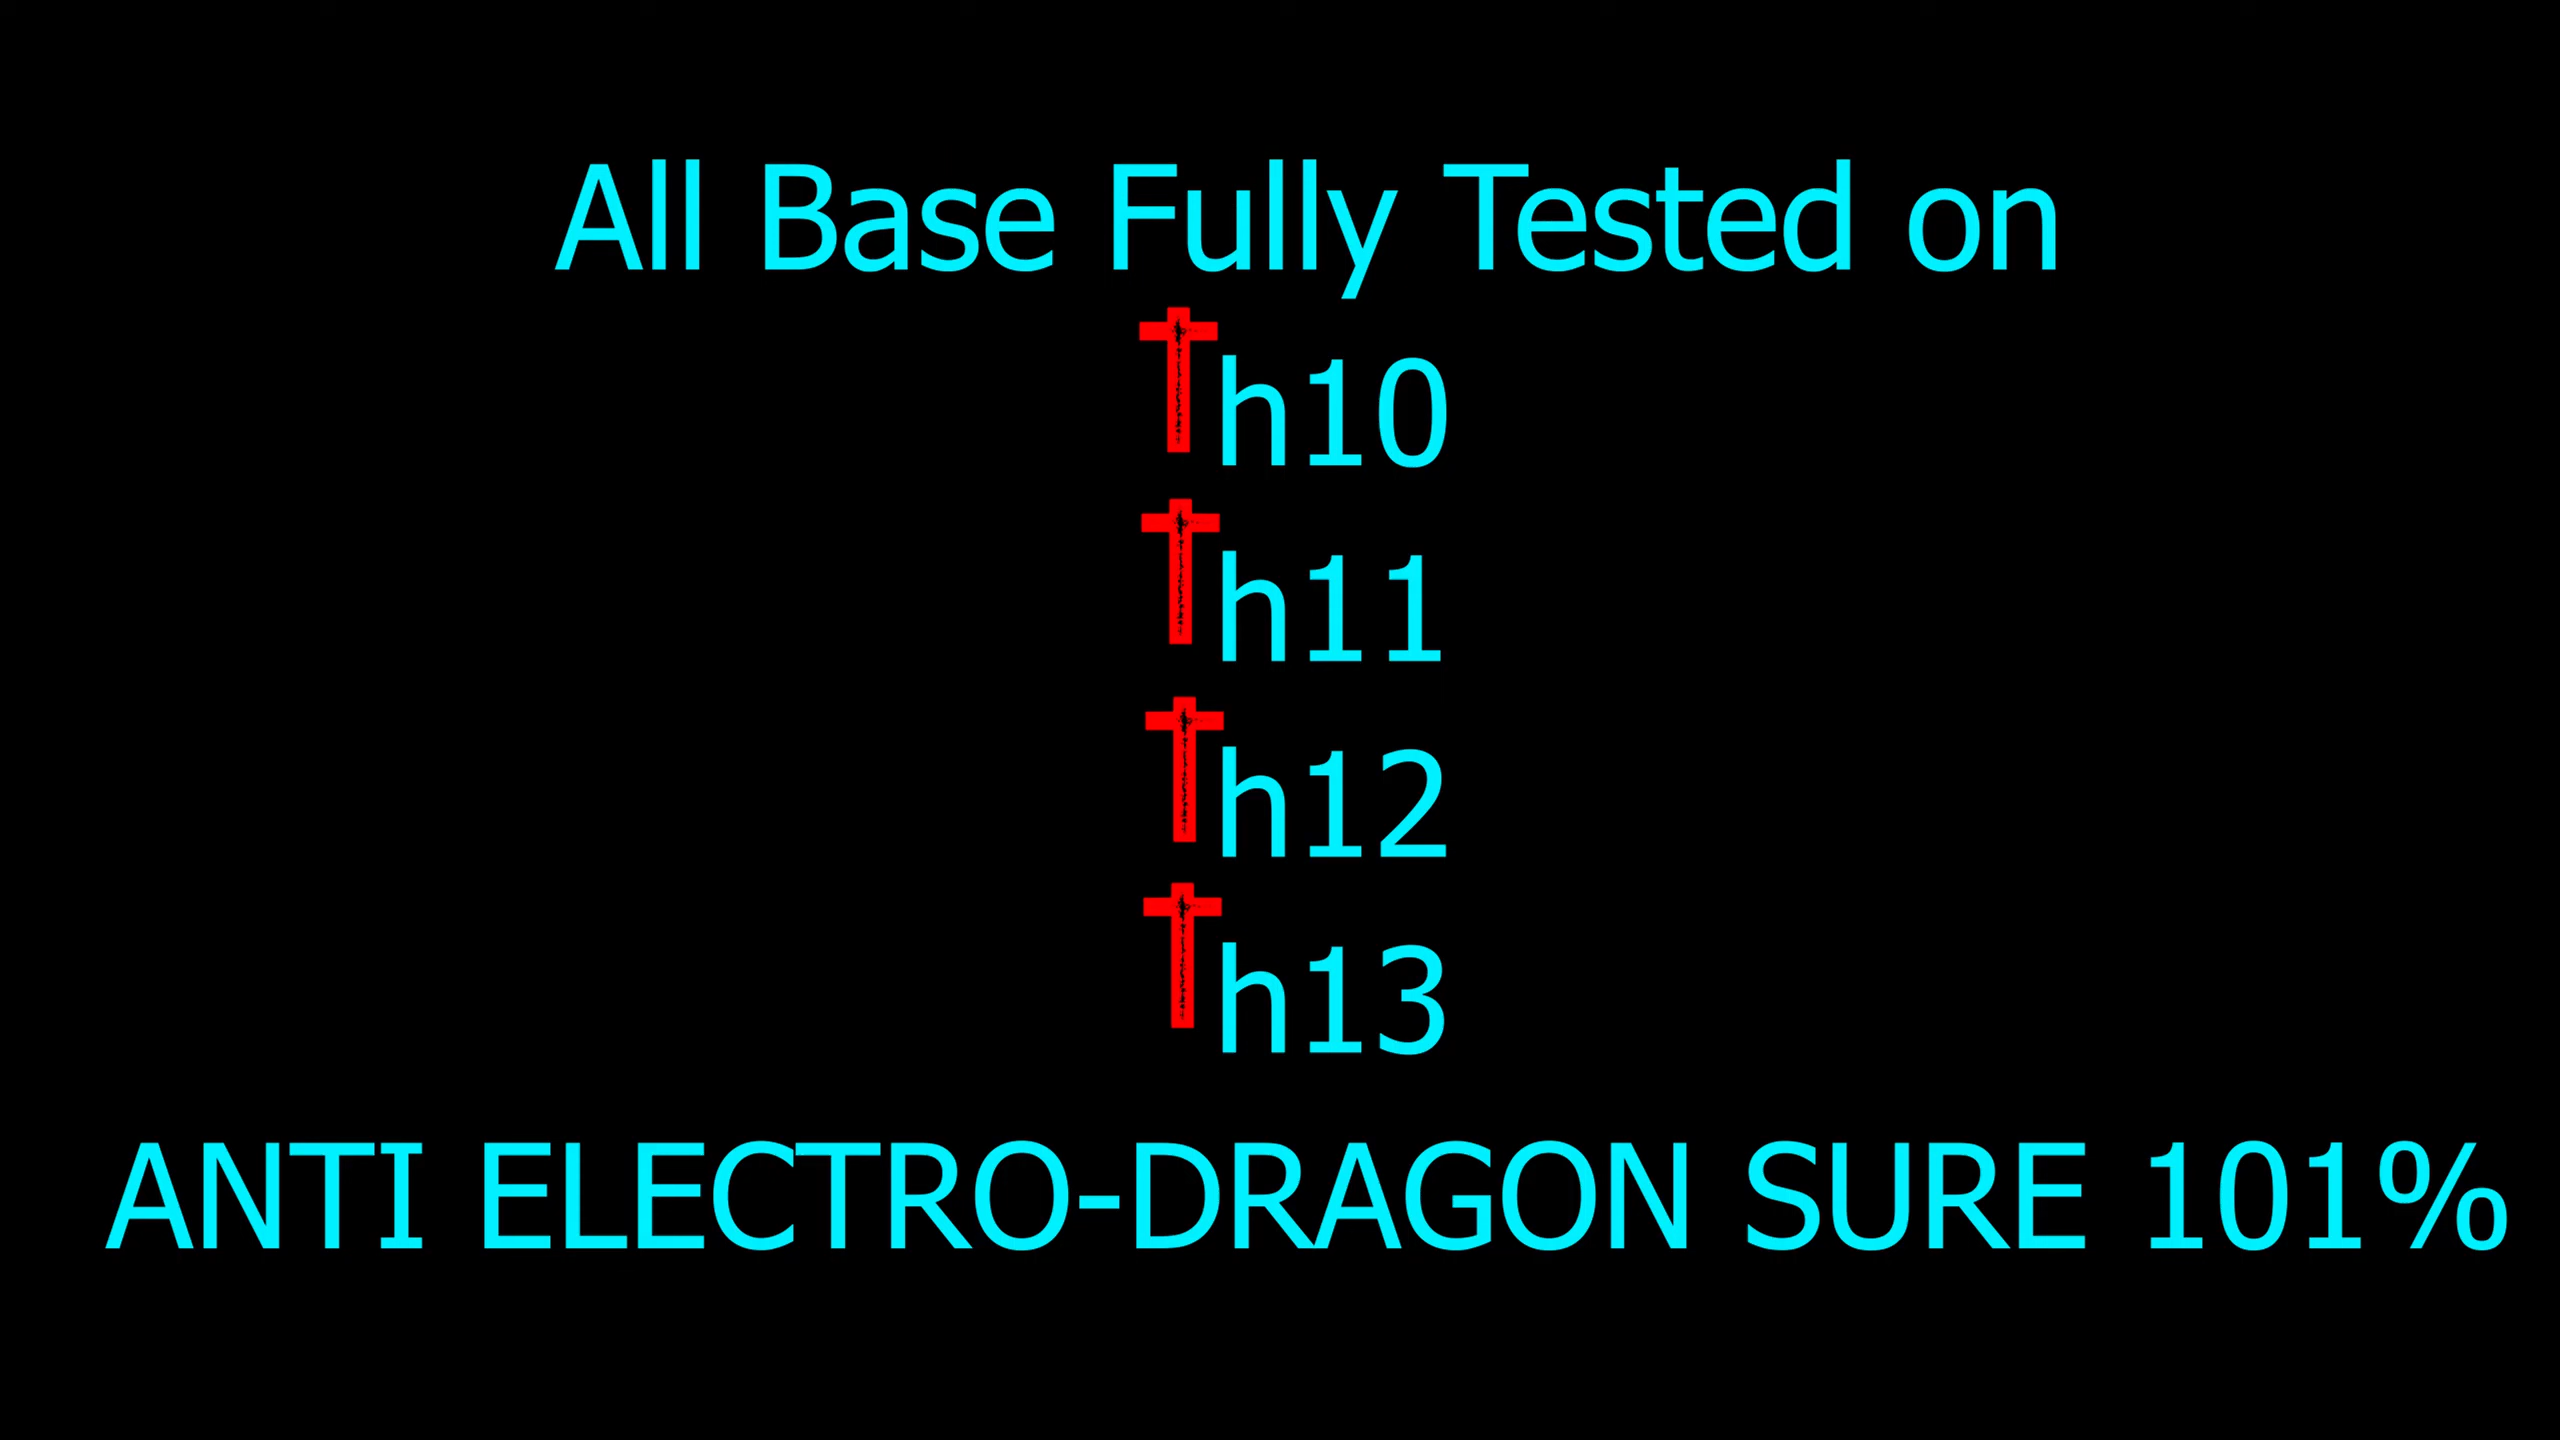 All Base Fully Tested on
Th10
Th11
Th12
Th13
ANTI ELECTRO-DRAGON SURE 101%